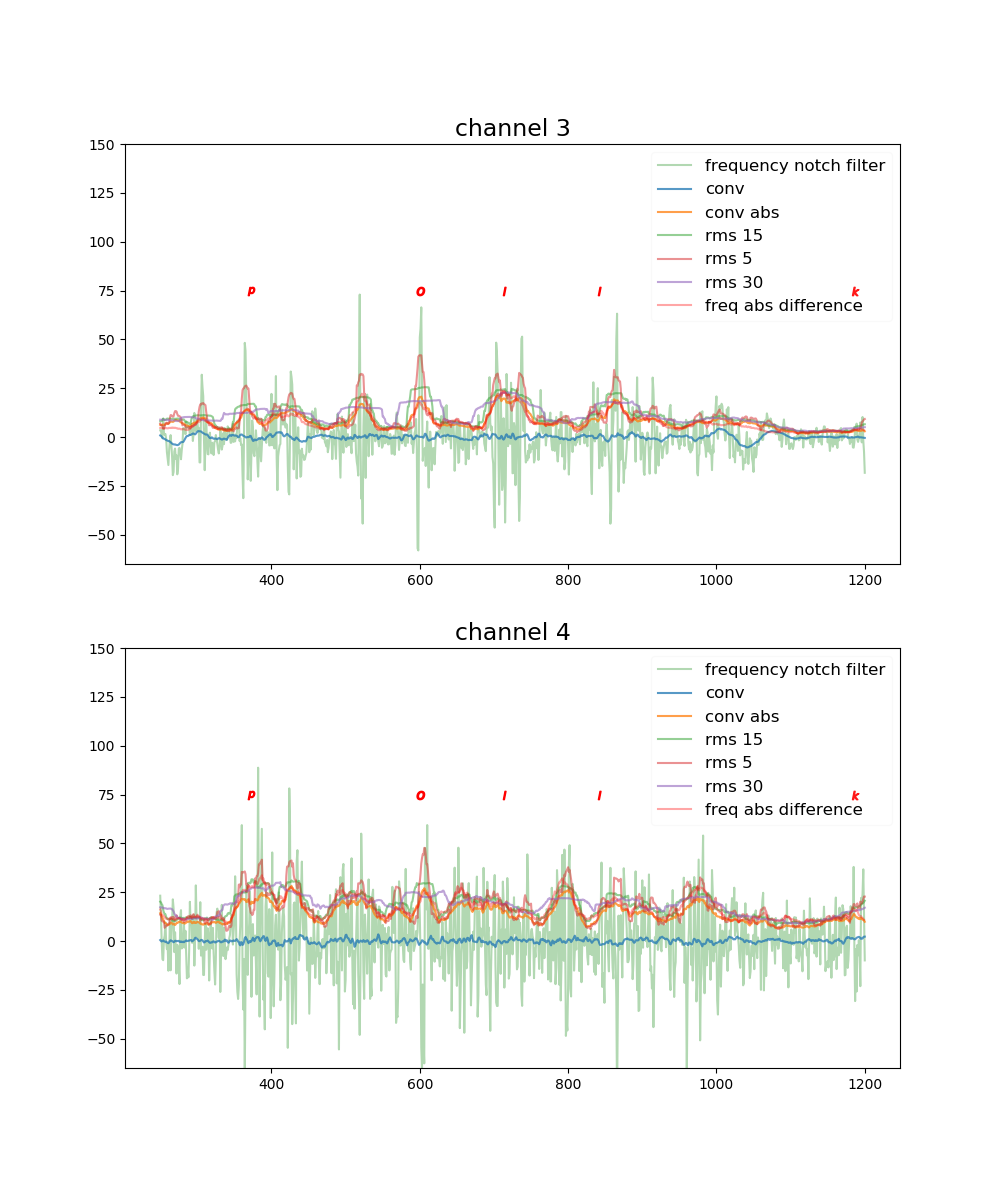 channel 3
150
125
100
75
50
25
0
−25
−50
frequency notch filter
conv
conv abs
rms 15
rms 5
rms 30
freq abs difference
P O l l k
400 600 800 1000 1200
channel 4
150
125
100
75
50
25
0
−25
−50
frequency notch filter
conv
conv abs
rms 15
rms 5
rms 30
freq abs difference
P O l l k
400 600 800 1000 1200